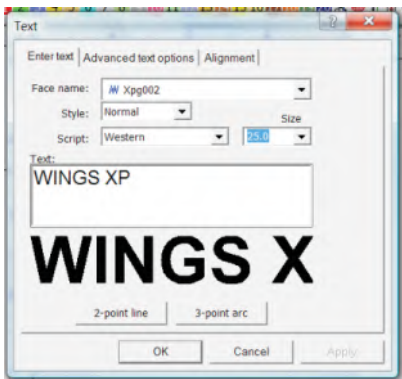 Text
Enter text Advanced text options Alignment
Face name: Xpg002
Style: Normal Size
Script: Western 25.0
Text:
WINGS XP
WINGS X
2-point line 3-point arc
OK Cancel Apply